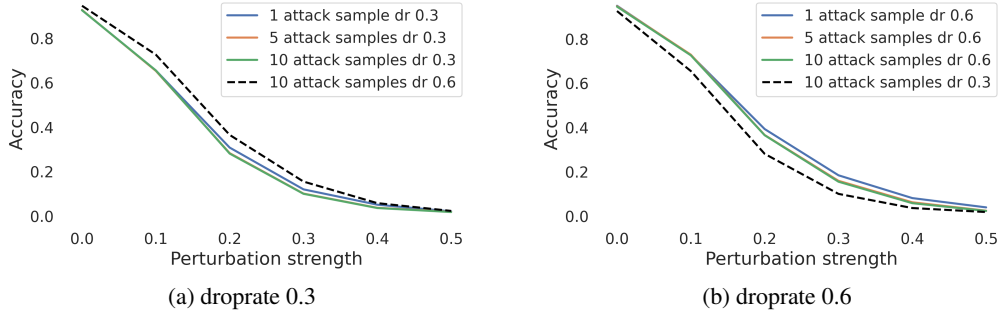 Accuracy
0.8
0.6
0.4
0.2
0.0
1 attack sample dr 0.3
5 attack samples dr 0.3
10 attack samples dr 0.3
10 attack samples dr 0.6
0.0 0.1 0.2 0.3 0.4 0.5
Perturbation strength
(a) droprate 0.3
Accuracy
0.8
0.6
0.4
0.2
0.0
1 attack sample dr 0.6
5 attack samples dr 0.6
10 attack samples dr 0.6
10 attack samples dr 0.3
0.0 0.1 0.2 0.3 0.4 0.5
Perturbation strength
(b) droprate 0.6